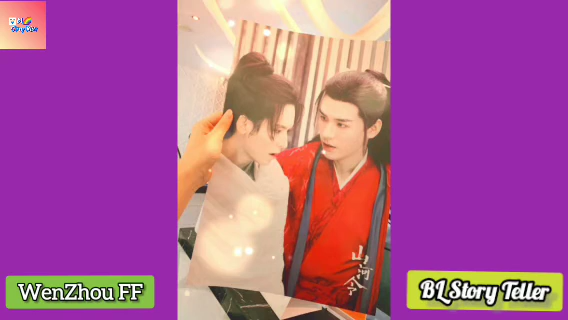 WenZhou FF
BL Story Teller
山
河
令